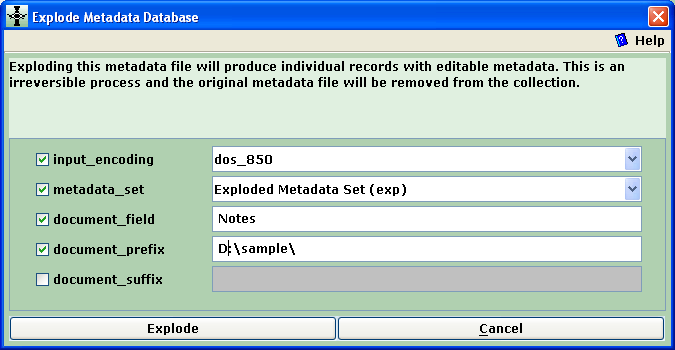 Explode Metadata Database
Help
Exploding this metadata file will produce individual records with editable metadata. This is an
irreversible process and the original metadata file will be removed from the collection.
input_encoding dos_850
metadata_set Exploded Metadata Set (exp)
document_field Notes
document_prefix D:\sample\
document_suffix
Explode Cancel